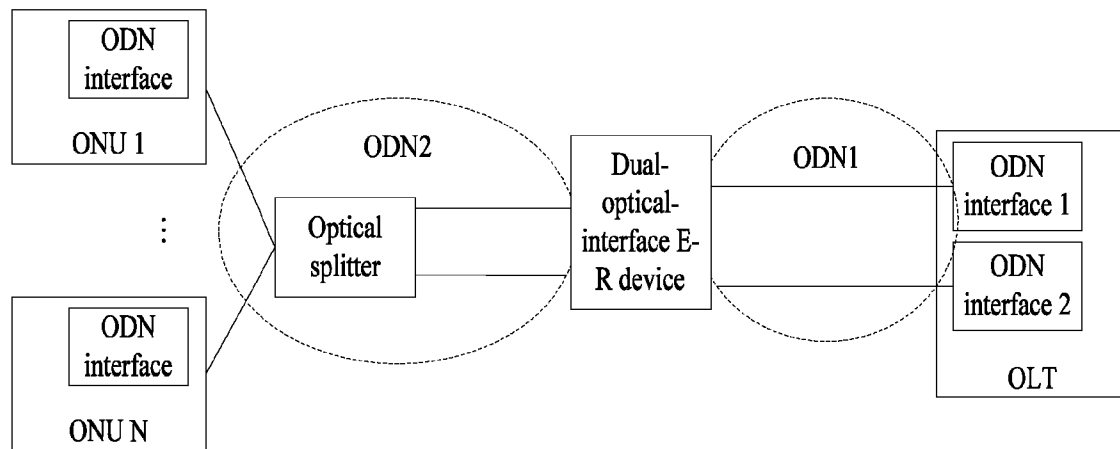 ODN
interface
ONU 1
⋮
ODN
interface
ONU N
ODN2
Optical
splitter
Dual-
optical-
interface E-
R device
ODN1
ODN
interface 1
ODN
interface 2
OLT